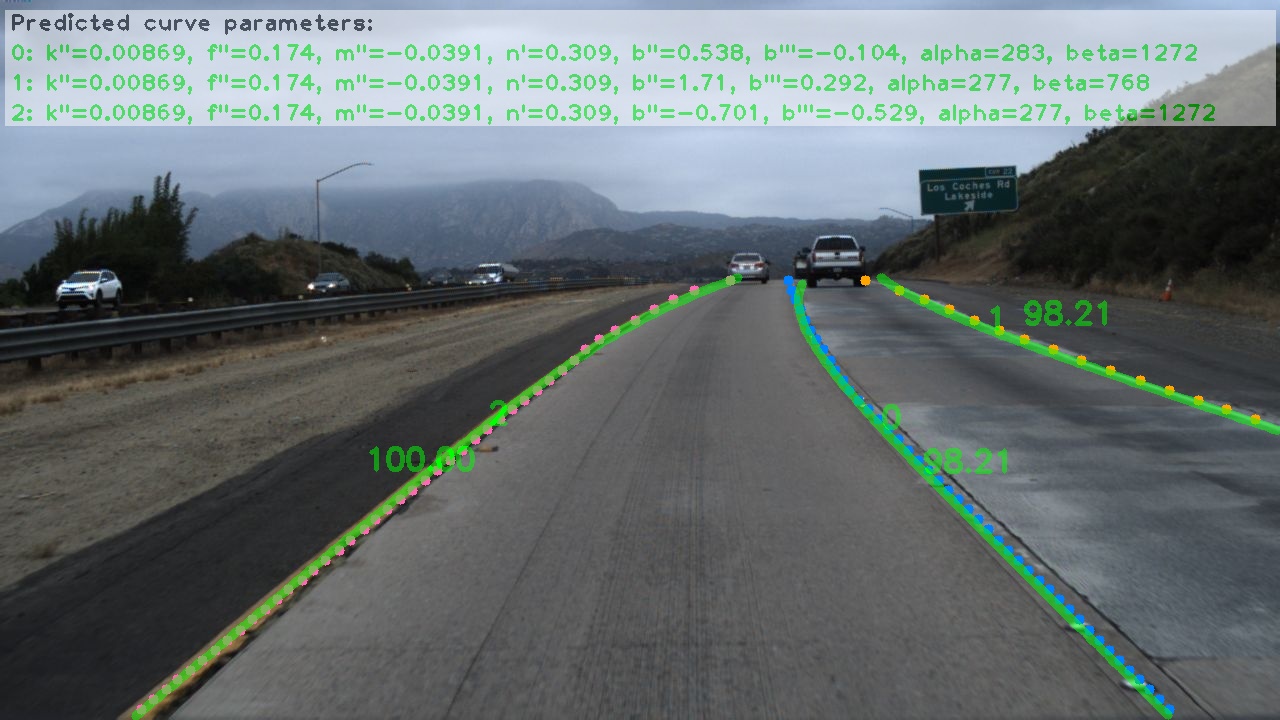 Predicted curve parameters:
0: k''=0.00869, f''=0.174, m''=−0.0391, n'=0.309, b''=0.538, b'''=−0.104, alpha=283, beta=1272
1: k''=0.00869, f''=0.174, m''=−0.0391, n'=0.309, b''=1.71, b'''=0.292, alpha=277, beta=768
2: k''=0.00869, f''=0.174, m''=−0.0391, n'=0.309, b''=−0.701, b'''=−0.529, alpha=277, beta=1272
Los Coches Rd
Lakeside
1 98.21
2
0
100.00
98.21